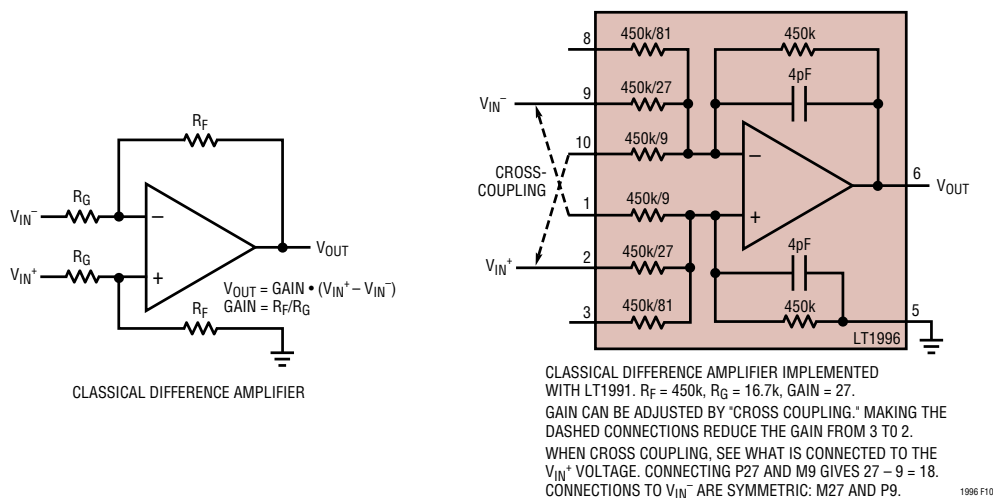 R_F
R_G
V_IN⁻
V_IN⁺
R_G
−
+
V_OUT
V_OUT = GAIN • (V_IN⁺ – V_IN⁻)
GAIN = R_F/R_G
R_F
CLASSICAL DIFFERENCE AMPLIFIER
8
450k/81
450k
4pF
V_IN⁻
9
450k/27
10
450k/9
CROSS-
COUPLING
−
6
V_OUT
1
450k/9
+
4pF
V_IN⁺
2
450k/27
3
450k/81
450k
5
LT1996
CLASSICAL DIFFERENCE AMPLIFIER IMPLEMENTED
WITH LT1991. R_F = 450k, R_G = 16.7k, GAIN = 27.
GAIN CAN BE ADJUSTED BY "CROSS COUPLING." MAKING THE
DASHED CONNECTIONS REDUCE THE GAIN FROM 3 T0 2.
WHEN CROSS COUPLING, SEE WHAT IS CONNECTED TO THE
V_IN⁺ VOLTAGE. CONNECTING P27 AND M9 GIVES 27 – 9 = 18.
CONNECTIONS TO V_IN⁻ ARE SYMMETRIC: M27 AND P9.
1996 F10